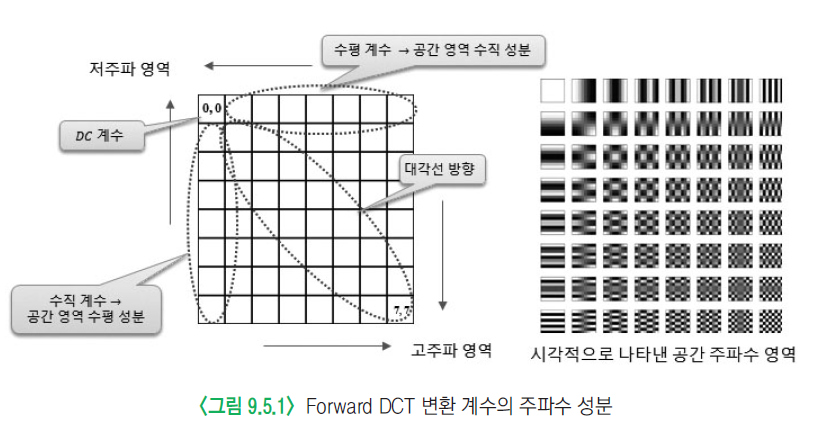 수평 계수 → 공간 영역 수직 성분
저주파 영역
0, 0
DC 계수
대각선 방향
수직 계수 →
공간 영역 수평 성분
7, 7
고주파 영역
시각적으로 나타낸 공간 주파수 영역
<그림 9.5.1> Forward DCT 변환 계수의 주파수 성분